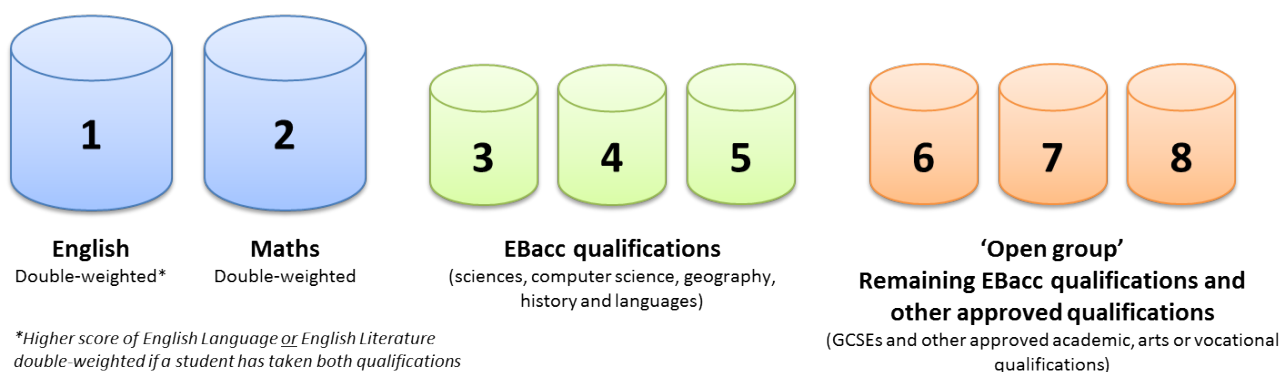 1
2
3
4
5
6
7
8
English
Double-weighted*
Maths
Double-weighted
*Higher score of English Language or English Literature
double-weighted if a student has taken both qualifications
EBacc qualifications
(sciences, computer science, geography,
history and languages)
‘Open group’
Remaining EBacc qualifications and
other approved qualifications
(GCSEs and other approved academic, arts or vocational
qualifications)